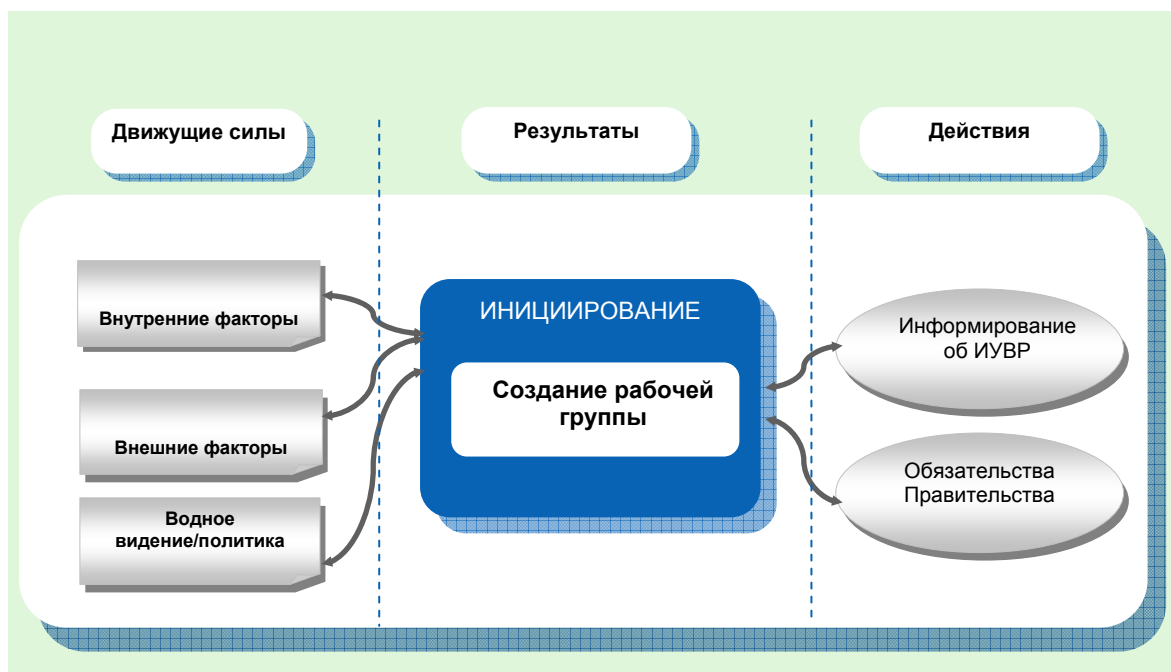 Движущие силы
Результаты
Действия
Внутренние факторы
Внешние факторы
Водное
видение/политика
ИНИЦИИРОВАНИЕ
Создание рабочей
группы
Информирование
об ИУВР
Обязательства
Правительства